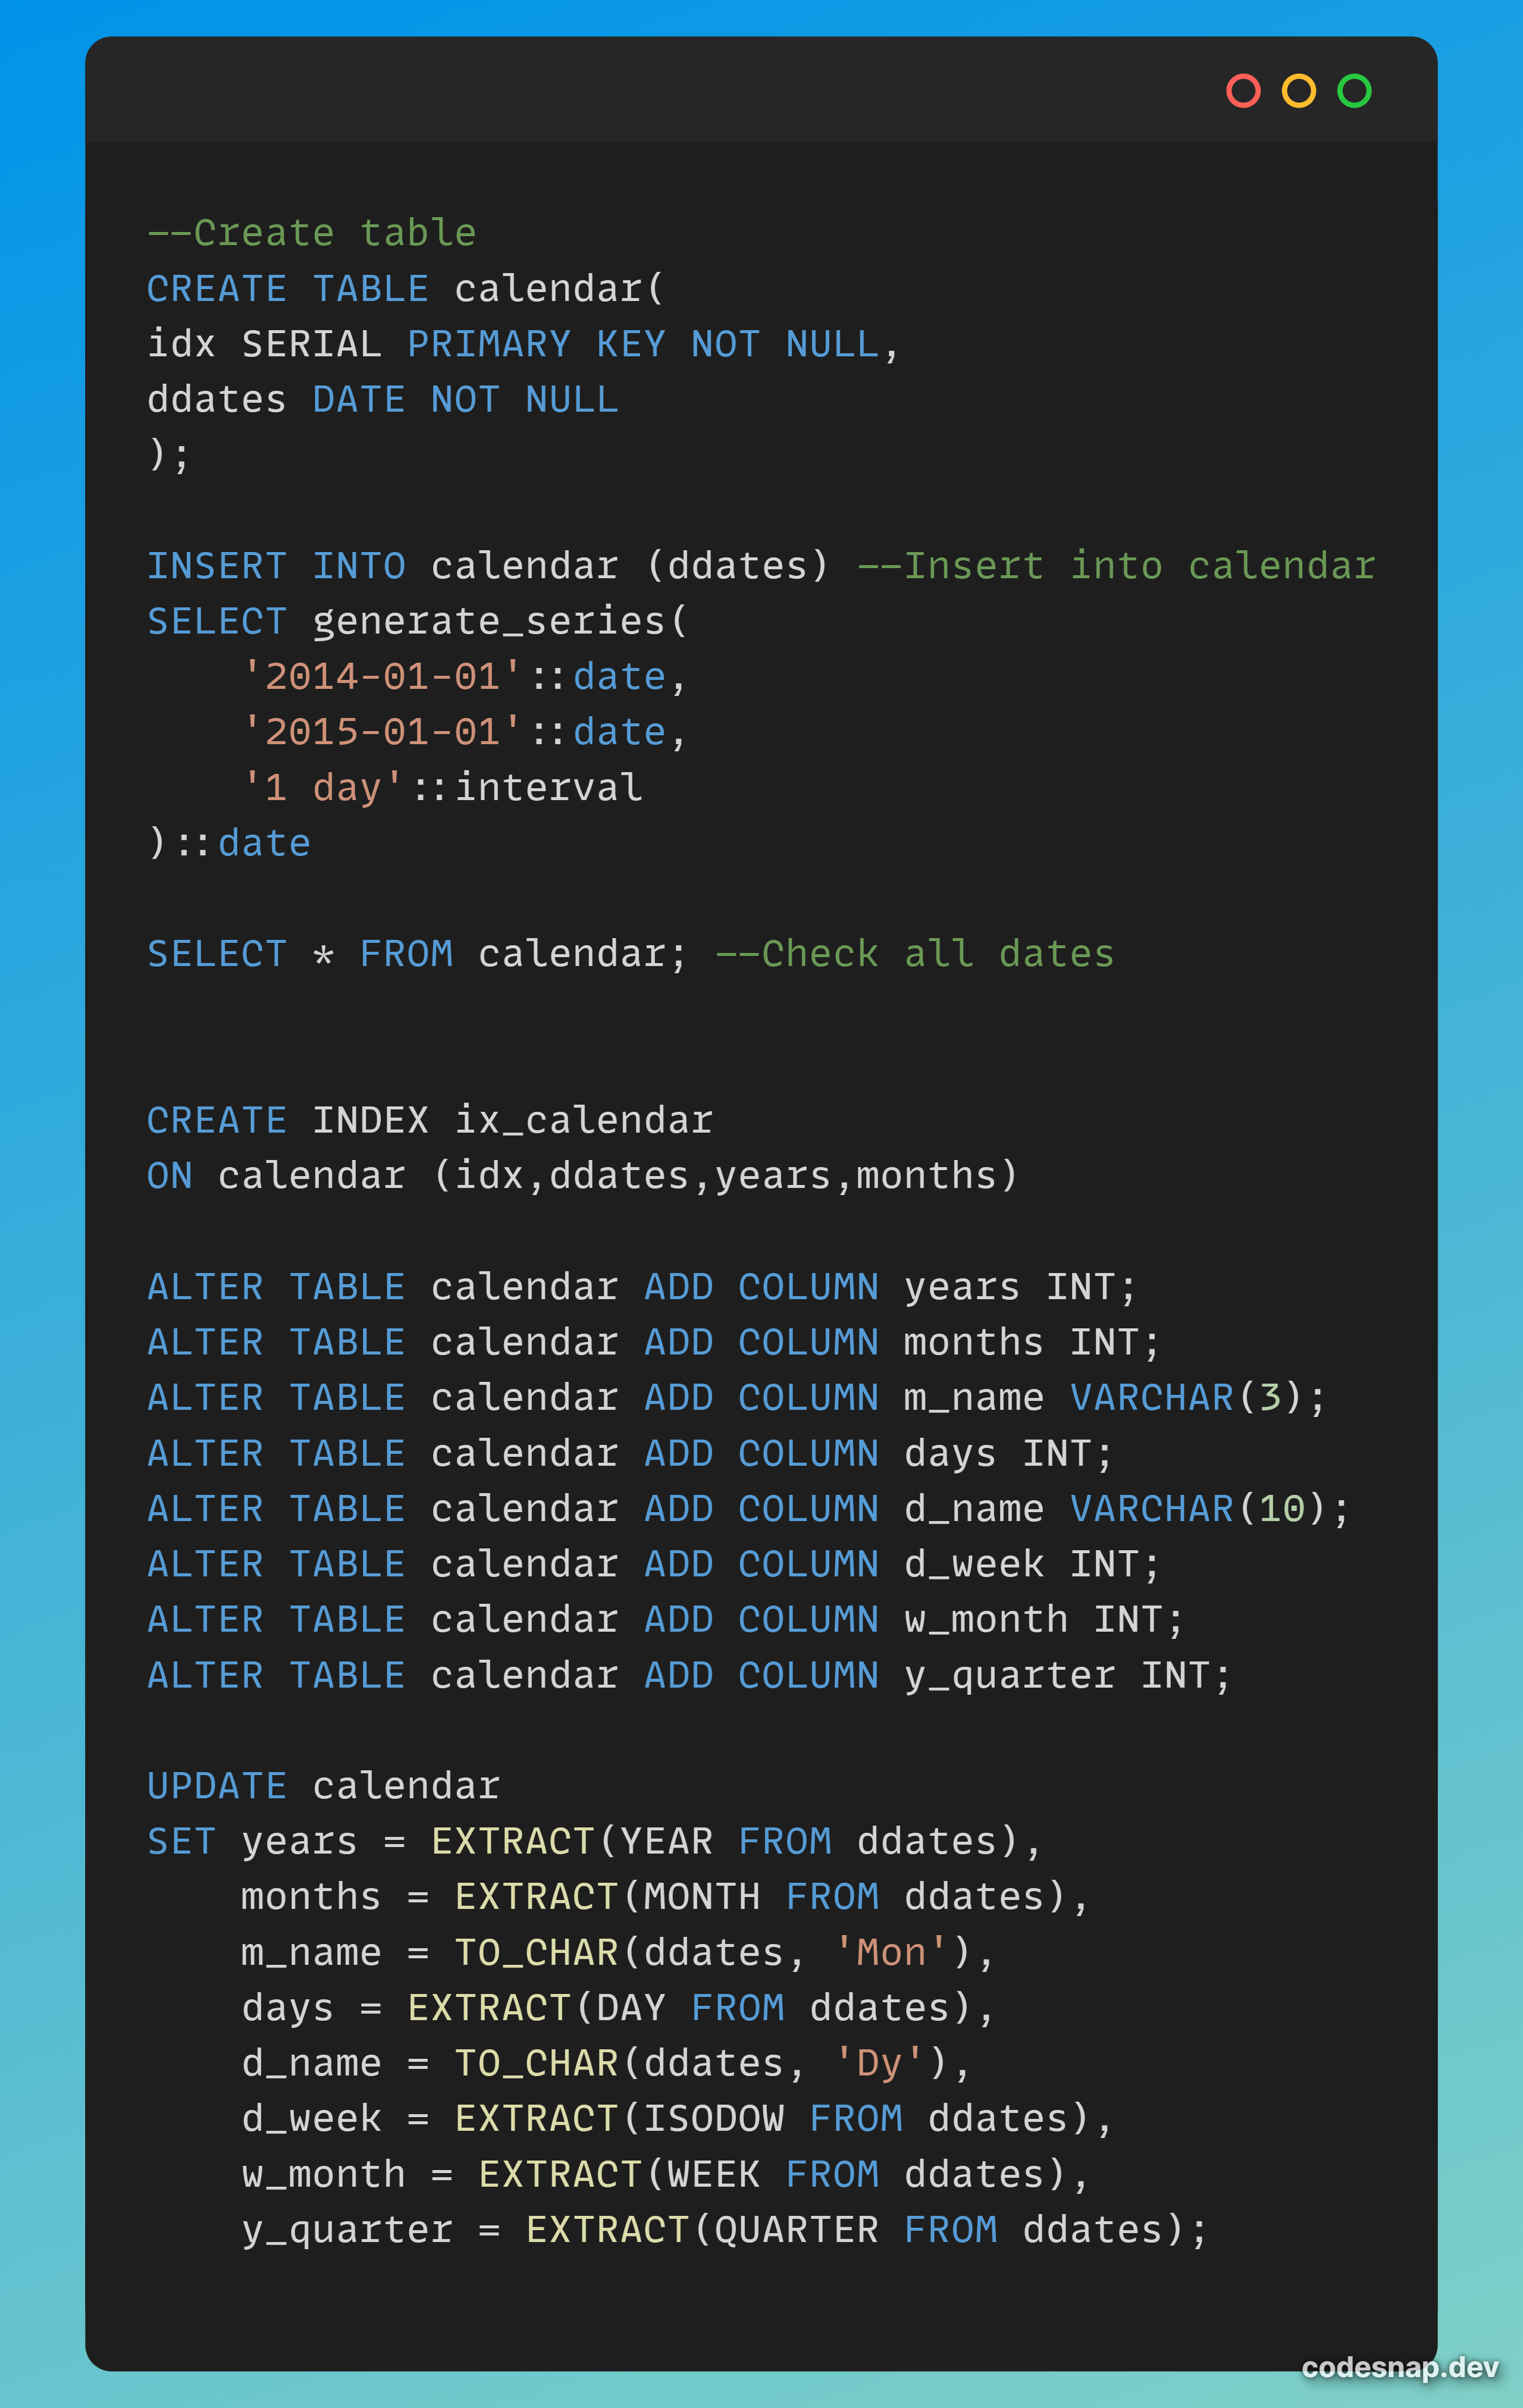 --Create table
CREATE TABLE calendar(
idx SERIAL PRIMARY KEY NOT NULL,
ddates DATE NOT NULL
);
INSERT INTO calendar (ddates) --Insert into calendar
SELECT generate_series(
'2014-01-01'::date,
'2015-01-01'::date,
'1 day'::interval
)::date
SELECT * FROM calendar; --Check all dates
CREATE INDEX ix_calendar
ON calendar (idx,ddates,years,months)
ALTER TABLE calendar ADD COLUMN years INT;
ALTER TABLE calendar ADD COLUMN months INT;
ALTER TABLE calendar ADD COLUMN m_name VARCHAR(3);
ALTER TABLE calendar ADD COLUMN days INT;
ALTER TABLE calendar ADD COLUMN d_name VARCHAR(10);
ALTER TABLE calendar ADD COLUMN d_week INT;
ALTER TABLE calendar ADD COLUMN w_month INT;
ALTER TABLE calendar ADD COLUMN y_quarter INT;
UPDATE calendar
SET years = EXTRACT(YEAR FROM ddates),
months = EXTRACT(MONTH FROM ddates),
m_name = TO_CHAR(ddates, 'Mon'),
days = EXTRACT(DAY FROM ddates),
d_name = TO_CHAR(ddates, 'Dy'),
d_week = EXTRACT(ISODOW FROM ddates),
w_month = EXTRACT(WEEK FROM ddates),
y_quarter = EXTRACT(QUARTER FROM ddates);
codesnap.dev